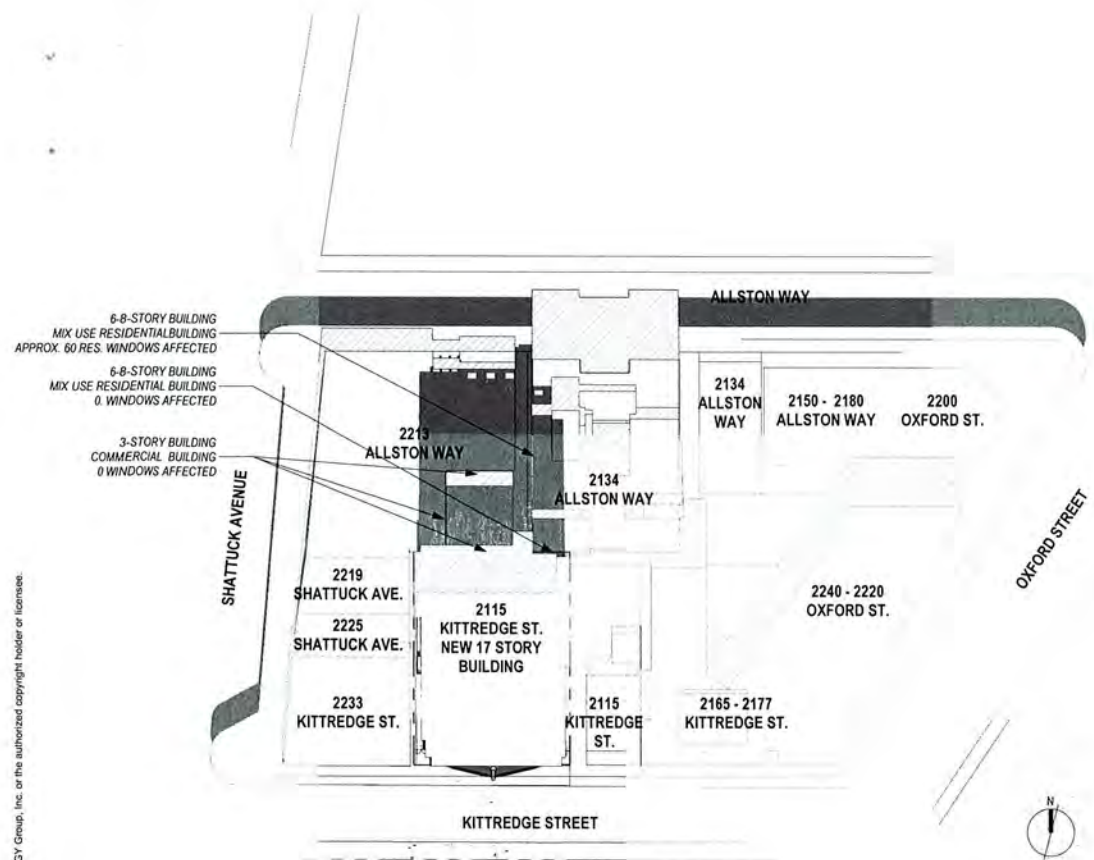 ALLSTON WAY
6-8-STORY BUILDING
MIX USE RESIDENTIALBUILDING
APPROX. 60 RES. WINDOWS AFFECTED
6-8-STORY BUILDING
MIX USE RESIDENTIAL BUILDING
0. WINDOWS AFFECTED
3-STORY BUILDING
COMMERCIAL BUILDING
0 WINDOWS AFFECTED
2213
ALLSTON WAY
2134
ALLSTON
WAY
2150 - 2180
ALLSTON WAY
2200
OXFORD ST.
2134
ALLSTON WAY
SHATTUCK AVENUE
OXFORD STREET
2219
SHATTUCK AVE.
2225
SHATTUCK AVE.
2233
KITTREDGE ST.
2115
KITTREDGE ST.
NEW 17 STORY
BUILDING
2240 - 2220
OXFORD ST.
2115
KITTREDGE
ST.
2165 - 2177
KITTREDGE ST.
KITTREDGE STREET
N
GY Group, Inc. or the authorized copyright holder or licensee.